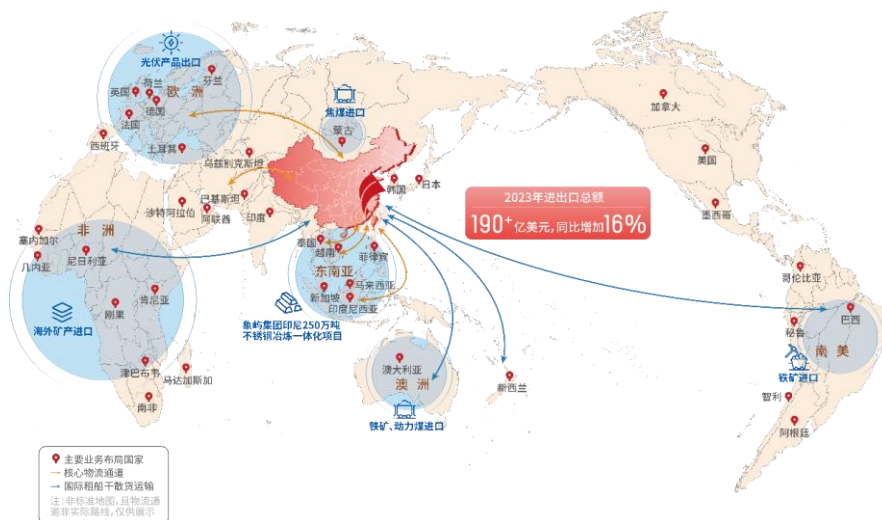 光伏产品出口
芬兰
荷兰
英国
欧 洲
德国
法国
土耳其
西班牙
焦煤进口
蒙古
乌兹别克斯坦
韩国
日本
巴基斯坦
沙特阿拉伯
阿联酋
印度
加拿大
美国
墨西哥
2023年进出口总额
190+亿美元,同比增加16%
非 洲
塞内加尔
几内亚
尼日利亚
肯尼亚
刚果
海外矿产进口
津巴布韦
马达加斯加
南非
泰国
越南
菲律宾
东南亚
马来西亚
新加坡
印度尼西亚
象屿集团印尼250万吨
不锈钢冶炼一体化项目
澳大利亚
澳 洲
铁矿、动力煤进口
新西兰
哥伦比亚
巴西
秘鲁
南 美
铁矿进口
智利
阿根廷
主要业务布局国家
核心物流通道
国际租船干散货运输
注:非标准地图,且物流通
道非实际路线,仅供展示